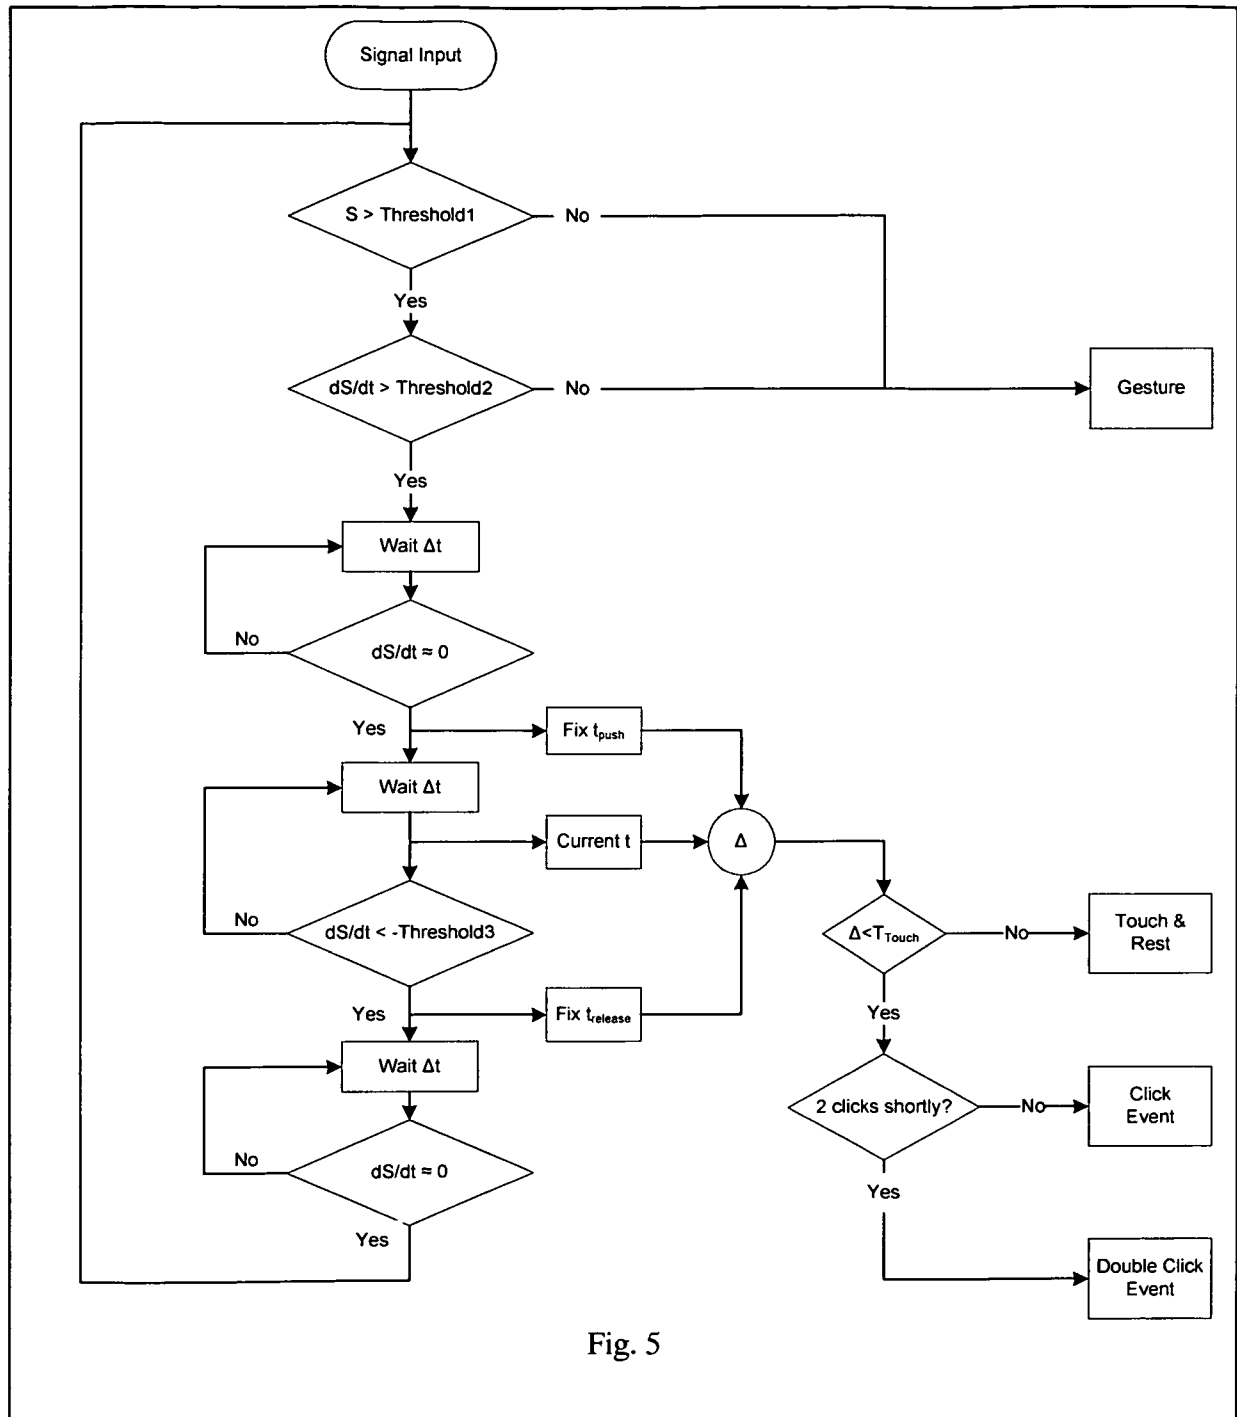 Signal Input
S > Threshold1
No
Yes
dS/dt > Threshold2
No
Gesture
Yes
Wait Δt
No
dS/dt ≈ 0
Yes
Fix tpush
Wait Δt
Current t
Δ
No
dS/dt < -Threshold3
Δ<TTouch
No
Touch &
Rest
Yes
Fix trelease
Yes
Wait Δt
2 clicks shortly?
No
Click
Event
No
dS/dt ≈ 0
Yes
Yes
Double Click
Event
Fig. 5